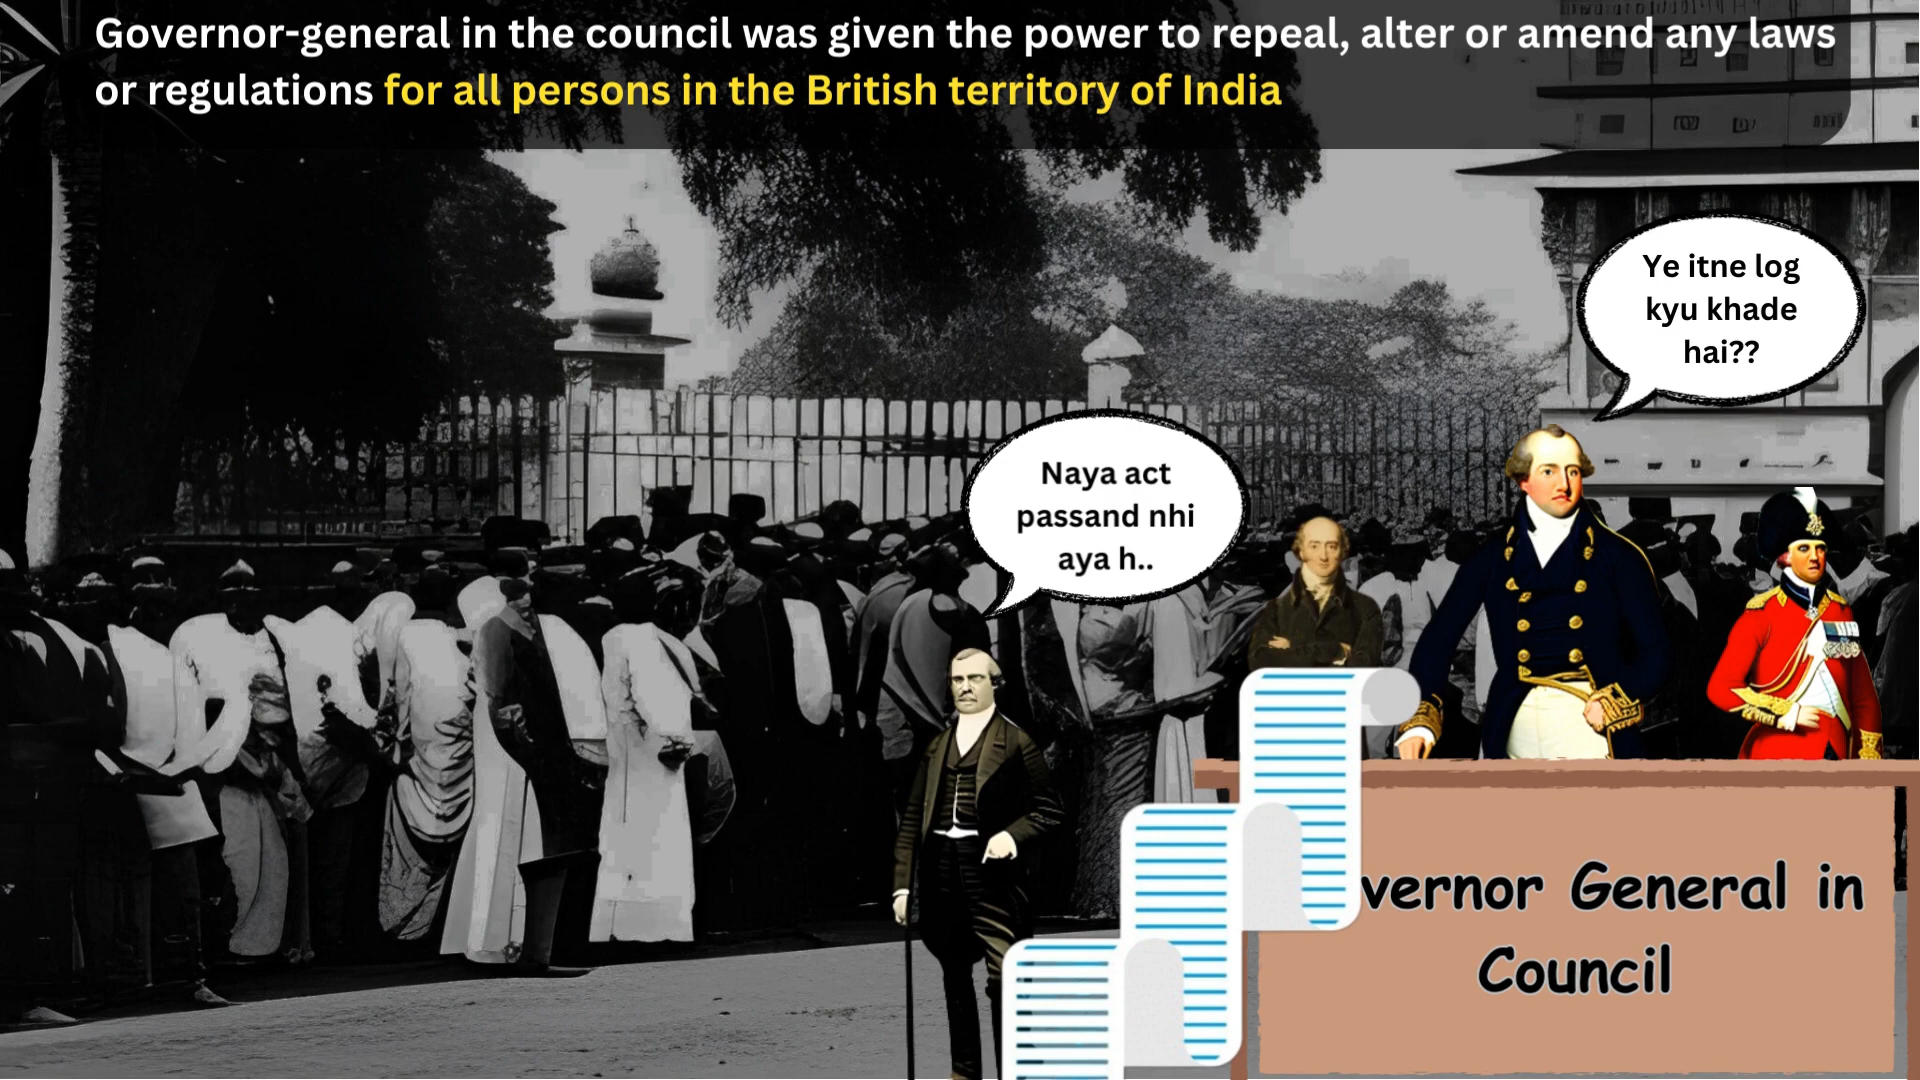 Governor-general in the council was given the power to repeal, alter or amend any laws
or regulations for all persons in the British territory of India
Ye itne log
kyu khade
hai??
Naya act
passand nhi
aya h..
vernor General in
Council